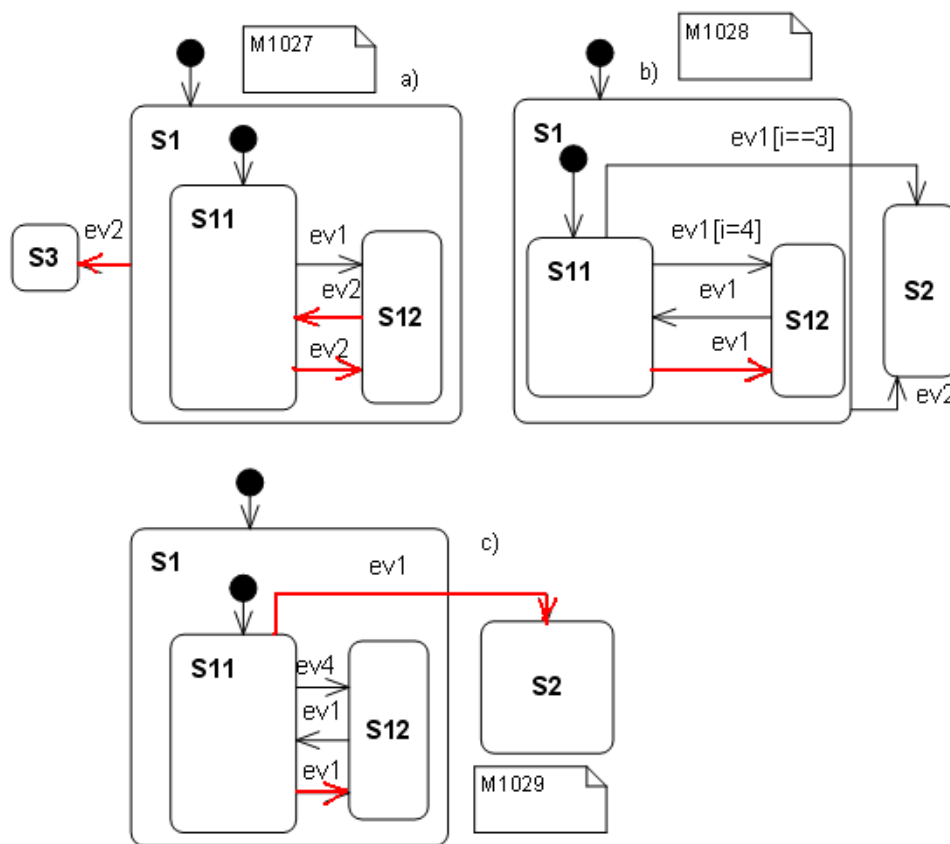 M1027
a)
S1
S11
ev1
ev2
S12
ev2
ev2
S3
M1028
b)
S1
ev1[i==3]
S11
ev1[i=4]
ev1
S12
ev1
S2
ev2
c)
S1
ev1
S11
ev4
ev1
S12
ev1
S2
M1029